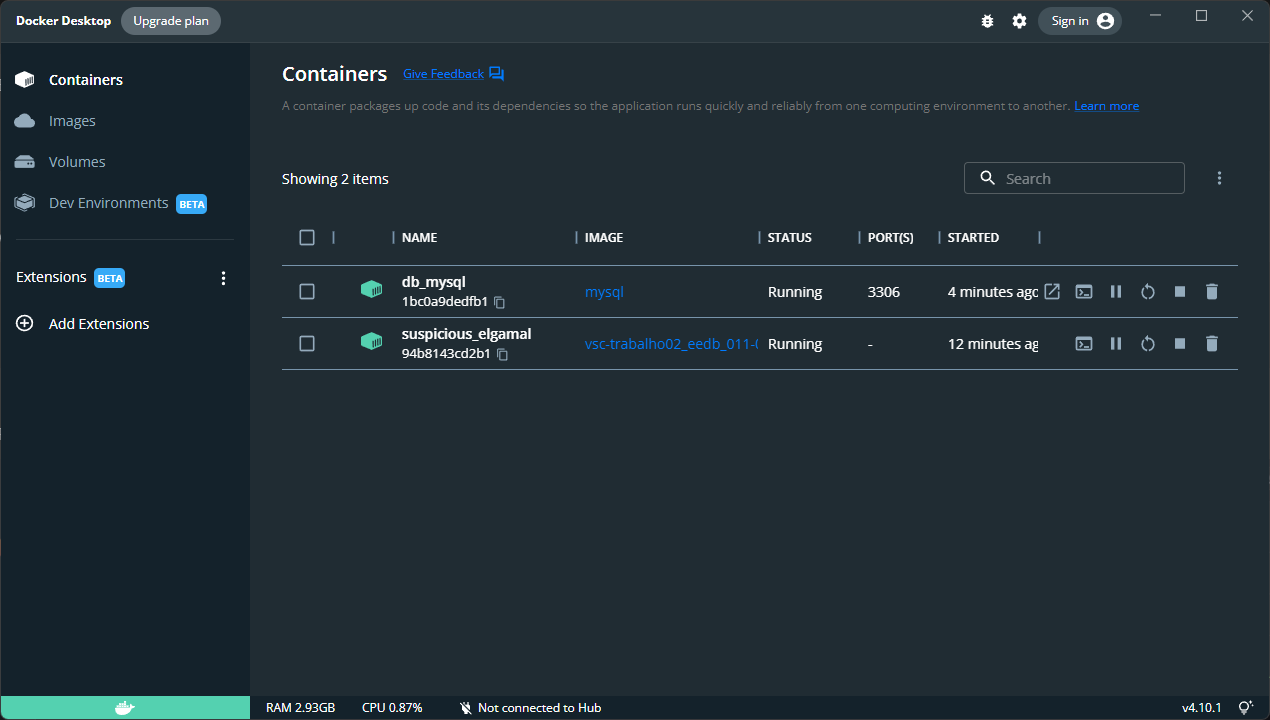 Docker Desktop Upgrade plan Sign in
Containers
Images
Volumes
Dev Environments BETA
Extensions BETA
Add Extensions
Containers Give Feedback
A container packages up code and its dependencies so the application runs quickly and reliably from one computing environment to another. Learn more
Showing 2 items Search
NAME IMAGE STATUS PORT(S) STARTED
db_mysql
1bc0a9dedfb1 mysql Running 3306 4 minutes ago
suspicious_elgamal
94b8143cd2b1 vsc-trabalho02_eedb_011- Running - 12 minutes ag
RAM 2.93GB CPU 0.87% Not connected to Hub v4.10.1